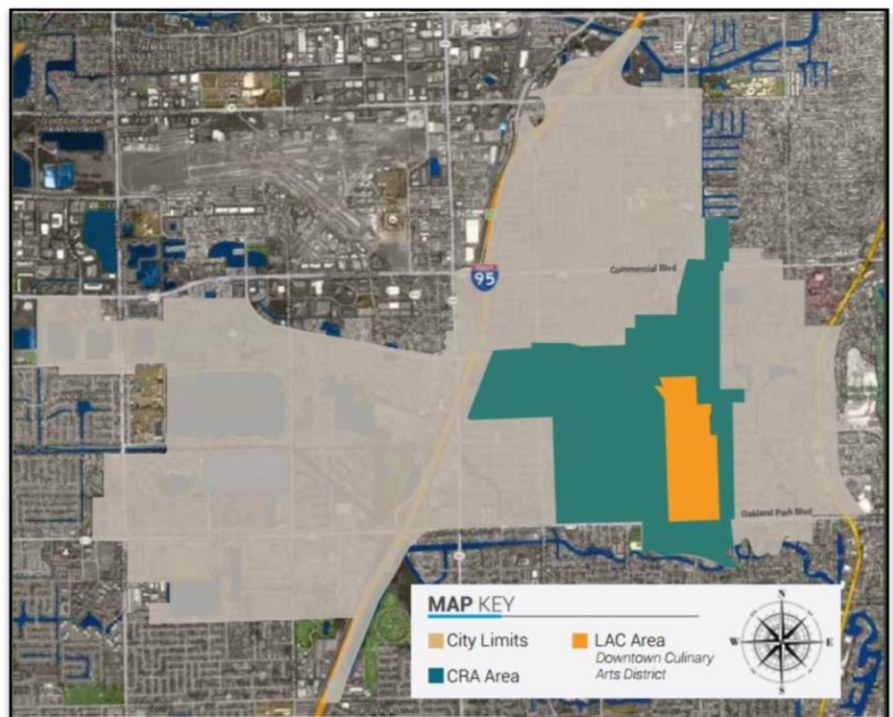 Commercial Blvd
95
Oakland Park Blvd
MAP KEY
City Limits
LAC Area
Downtown Culinary
Arts District
CRA Area
N
W
E
S